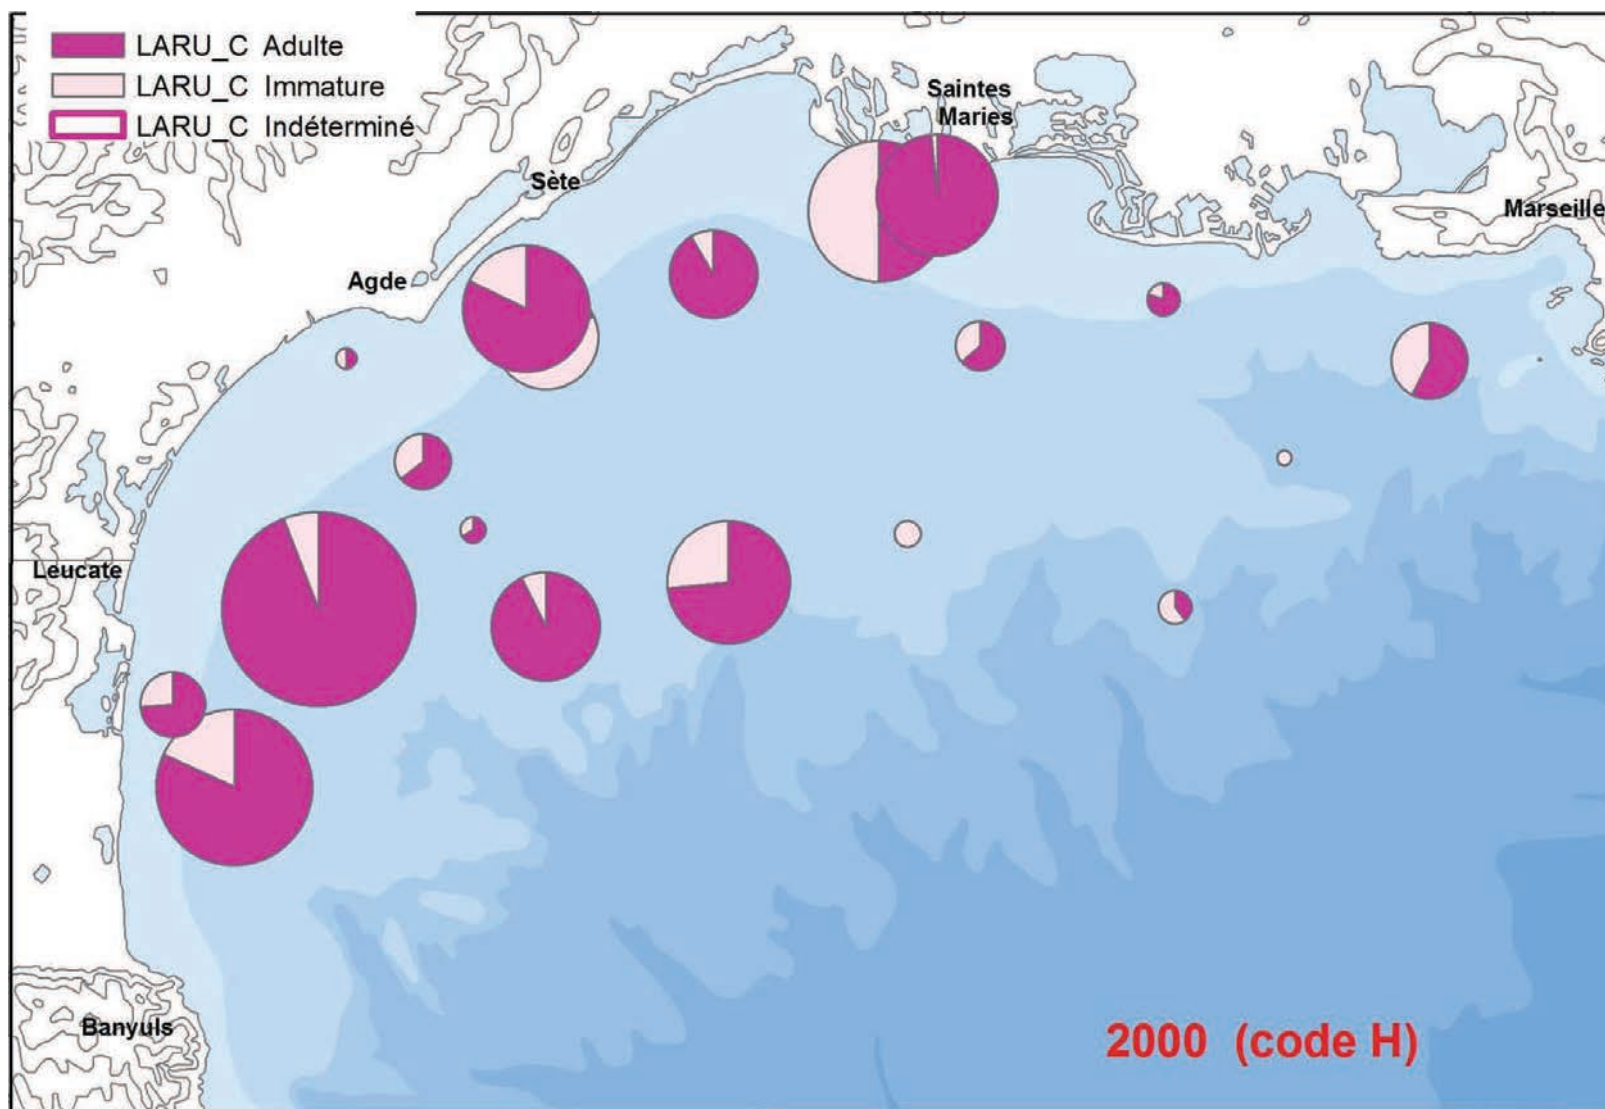 LARU_C Adulte
LARU_C Immature
LARU_C Indéterminé
Saintes
Maries
Sète
Marseille
Agde
Leucate
Banyuls
2000 (code H)